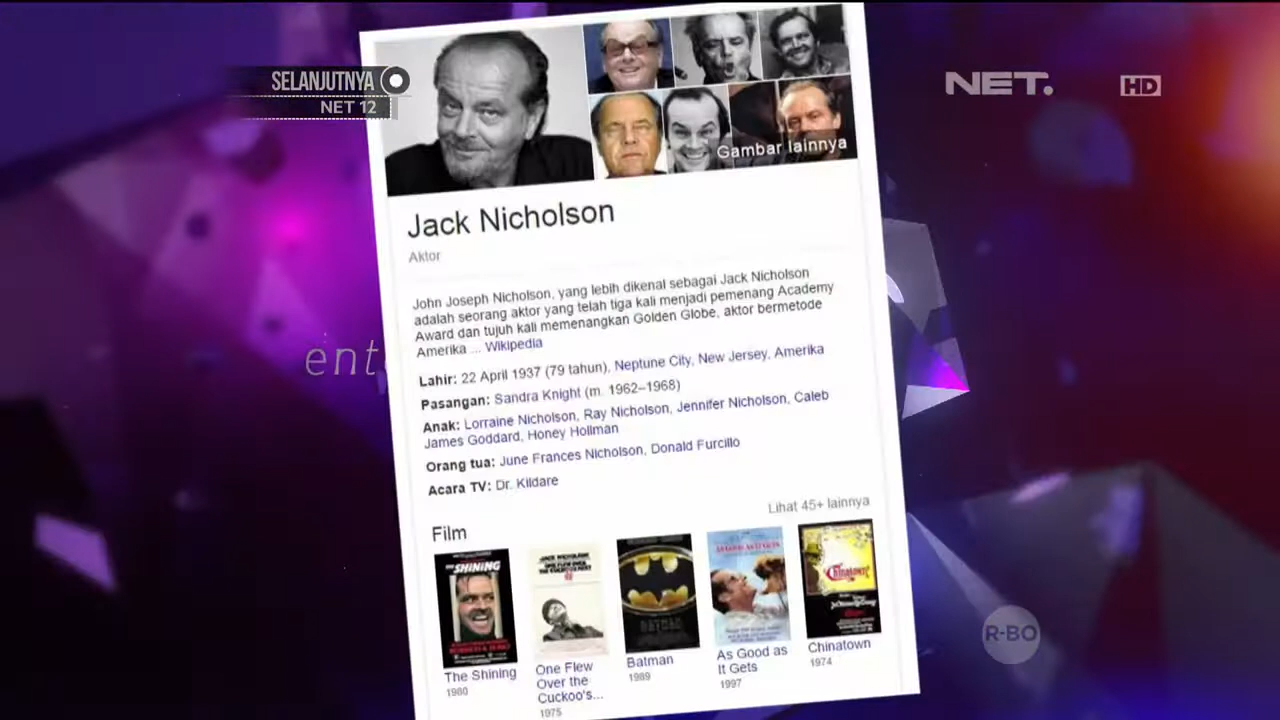 SELANJUTNYA
NET 12
NET.
HD
Gambar lainnya
Jack Nicholson
Aktor
John Joseph Nicholson, yang lebih dikenal sebagai Jack Nicholson
adalah seorang aktor yang telah tiga kali menjadi pemenang Academy
Award dan tujuh kali memenangkan Golden Globe, aktor bermetode
Amerika ... Wikipedia
ent
Lahir: 22 April 1937 (79 tahun), Neptune City, New Jersey, Amerika
Pasangan: Sandra Knight (m. 1962–1968)
Anak: Lorraine Nicholson, Ray Nicholson, Jennifer Nicholson, Caleb
James Goddard, Honey Hollman
Orang tua: June Frances Nicholson, Donald Furcillo
Acara TV: Dr. Kildare
Lihat 45+ lainnya
Film
SHINING
BATMAN
Chinatown
The Shining
1980
One Flew
Over the
Cuckoo's...
1975
Batman
1989
As Good as
It Gets
1997
Chinatown
1974
R-BO